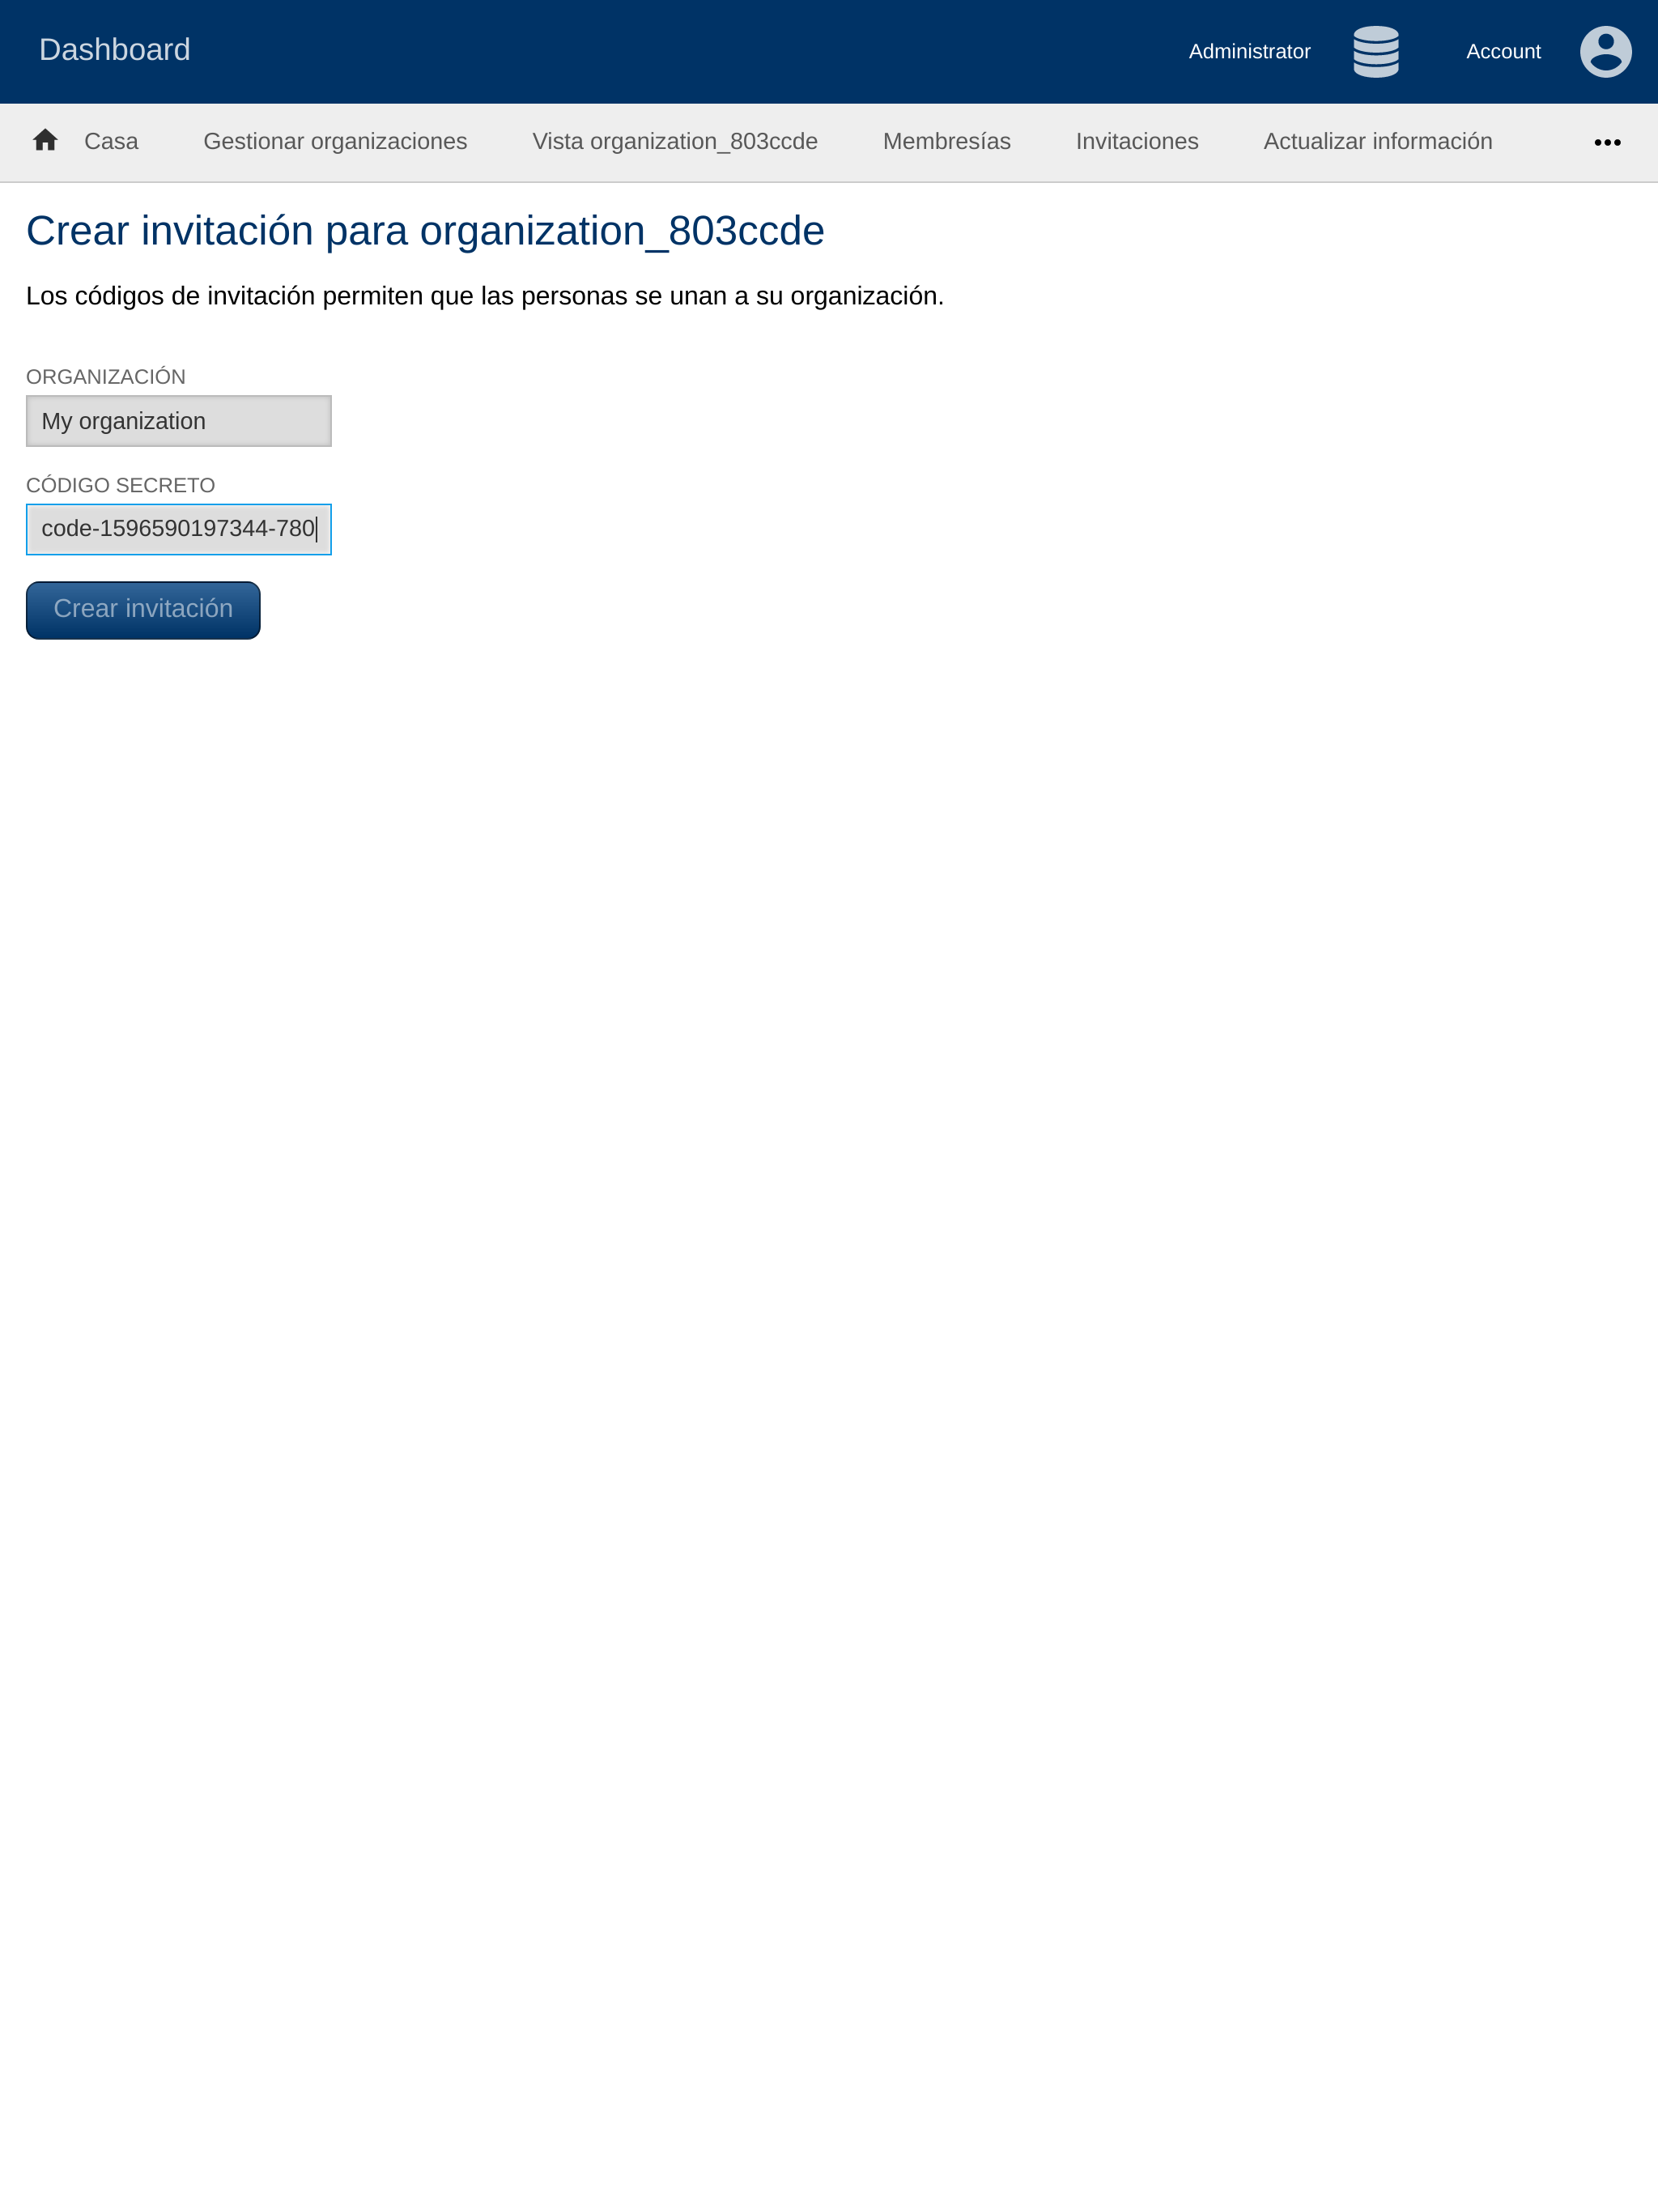 Dashboard
Administrator
Account
Casa
Gestionar organizaciones
Vista organization_803ccde
Membresías
Invitaciones
Actualizar información
Crear invitación para organization_803ccde
Los códigos de invitación permiten que las personas se unan a su organización.
ORGANIZACIÓN
My organization
CÓDIGO SECRETO
code-1596590197344-780
Crear invitación